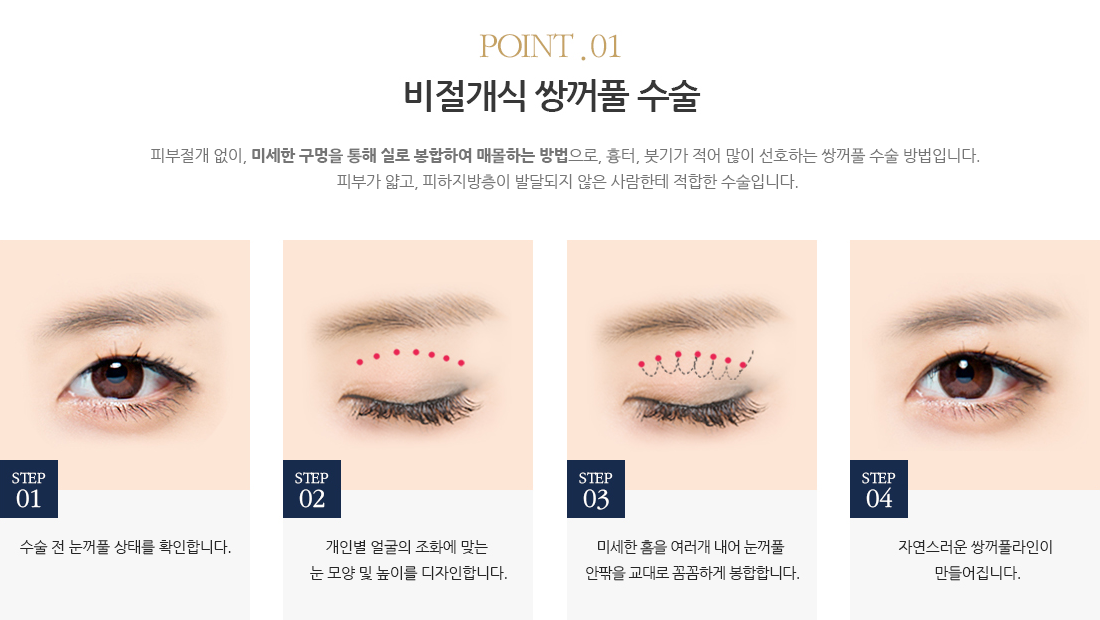 POINT . 01
비절개식 쌍꺼풀 수술
피부절개 없이, 미세한 구멍을 통해 실로 봉합하여 매몰하는 방법으로, 흉터, 붓기가 적어 많이 선호하는 쌍꺼풀 수술 방법입니다.
피부가 얇고, 피하지방층이 발달되지 않은 사람한테 적합한 수술입니다.
STEP
01
수술 전 눈꺼풀 상태를 확인합니다.
STEP
02
개인별 얼굴의 조화에 맞는
눈 모양 및 높이를 디자인합니다.
STEP
03
미세한 홈을 여러개 내어 눈꺼풀
안팎을 교대로 꼼꼼하게 봉합합니다.
STEP
04
자연스러운 쌍꺼풀라인이
만들어집니다.